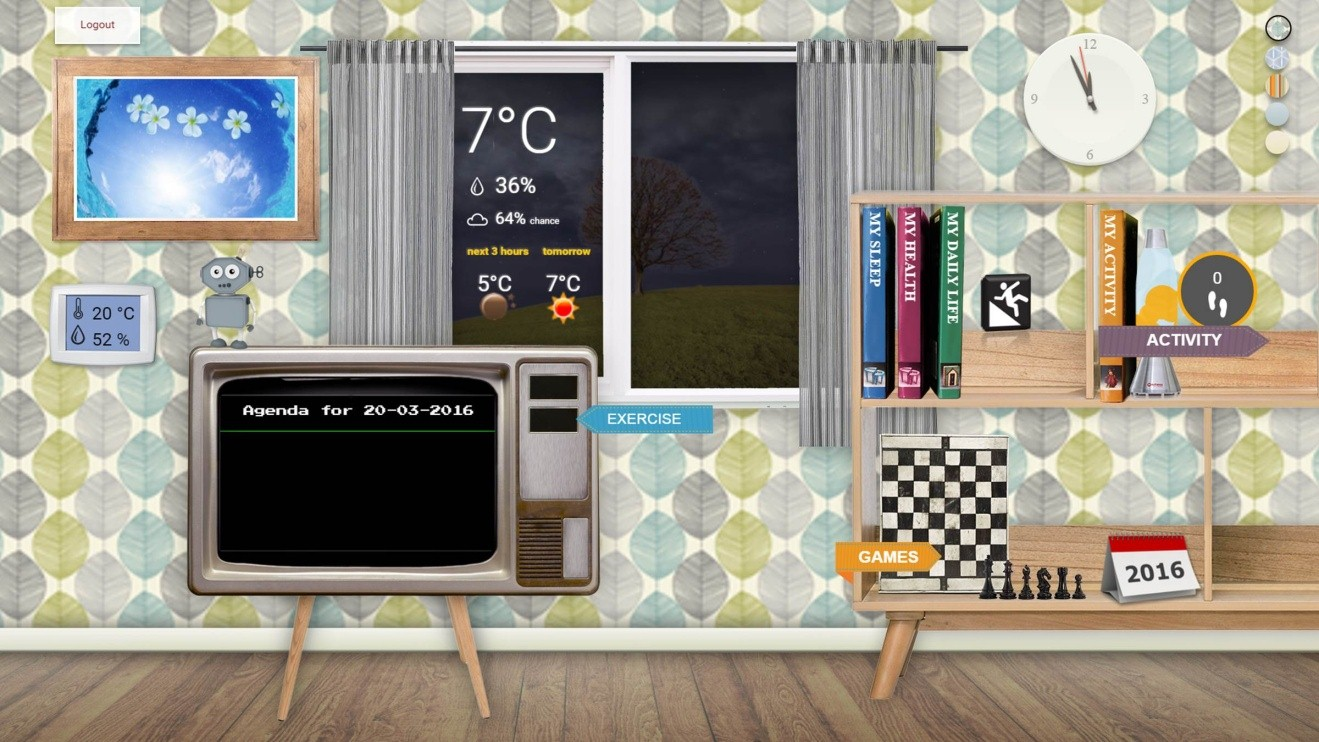 Logout
12
9
3
6
7°C
36%
64% chance
next 3 hours
tomorrow
5°C
7°C
20 °C
52 %
MY SLEEP
MY HEALTH
MY DAILY LIFE
MY ACTIVITY
0
ACTIVITY
Agenda for 20-03-2016
EXERCISE
GAMES
2016